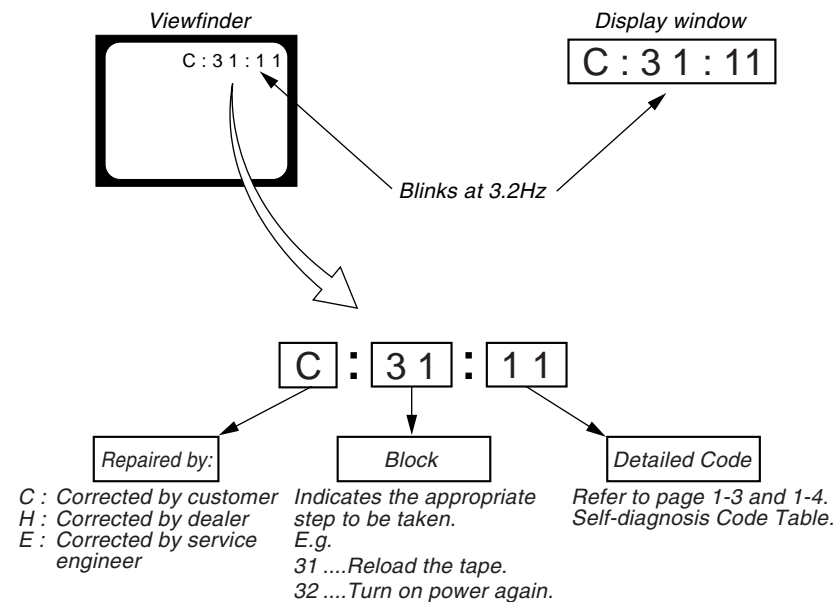 Viewfinder
Display window
C : 3 1 : 1 1
C : 3 1 : 11
Blinks at 3.2Hz
C : 3 1 : 1 1
Repaired by:
Block
Detailed Code
C : Corrected by customer
H : Corrected by dealer
E : Corrected by service
engineer
Indicates the appropriate
step to be taken.
E.g.
31 ....Reload the tape.
32 ....Turn on power again.
Refer to page 1-3 and 1-4.
Self-diagnosis Code Table.